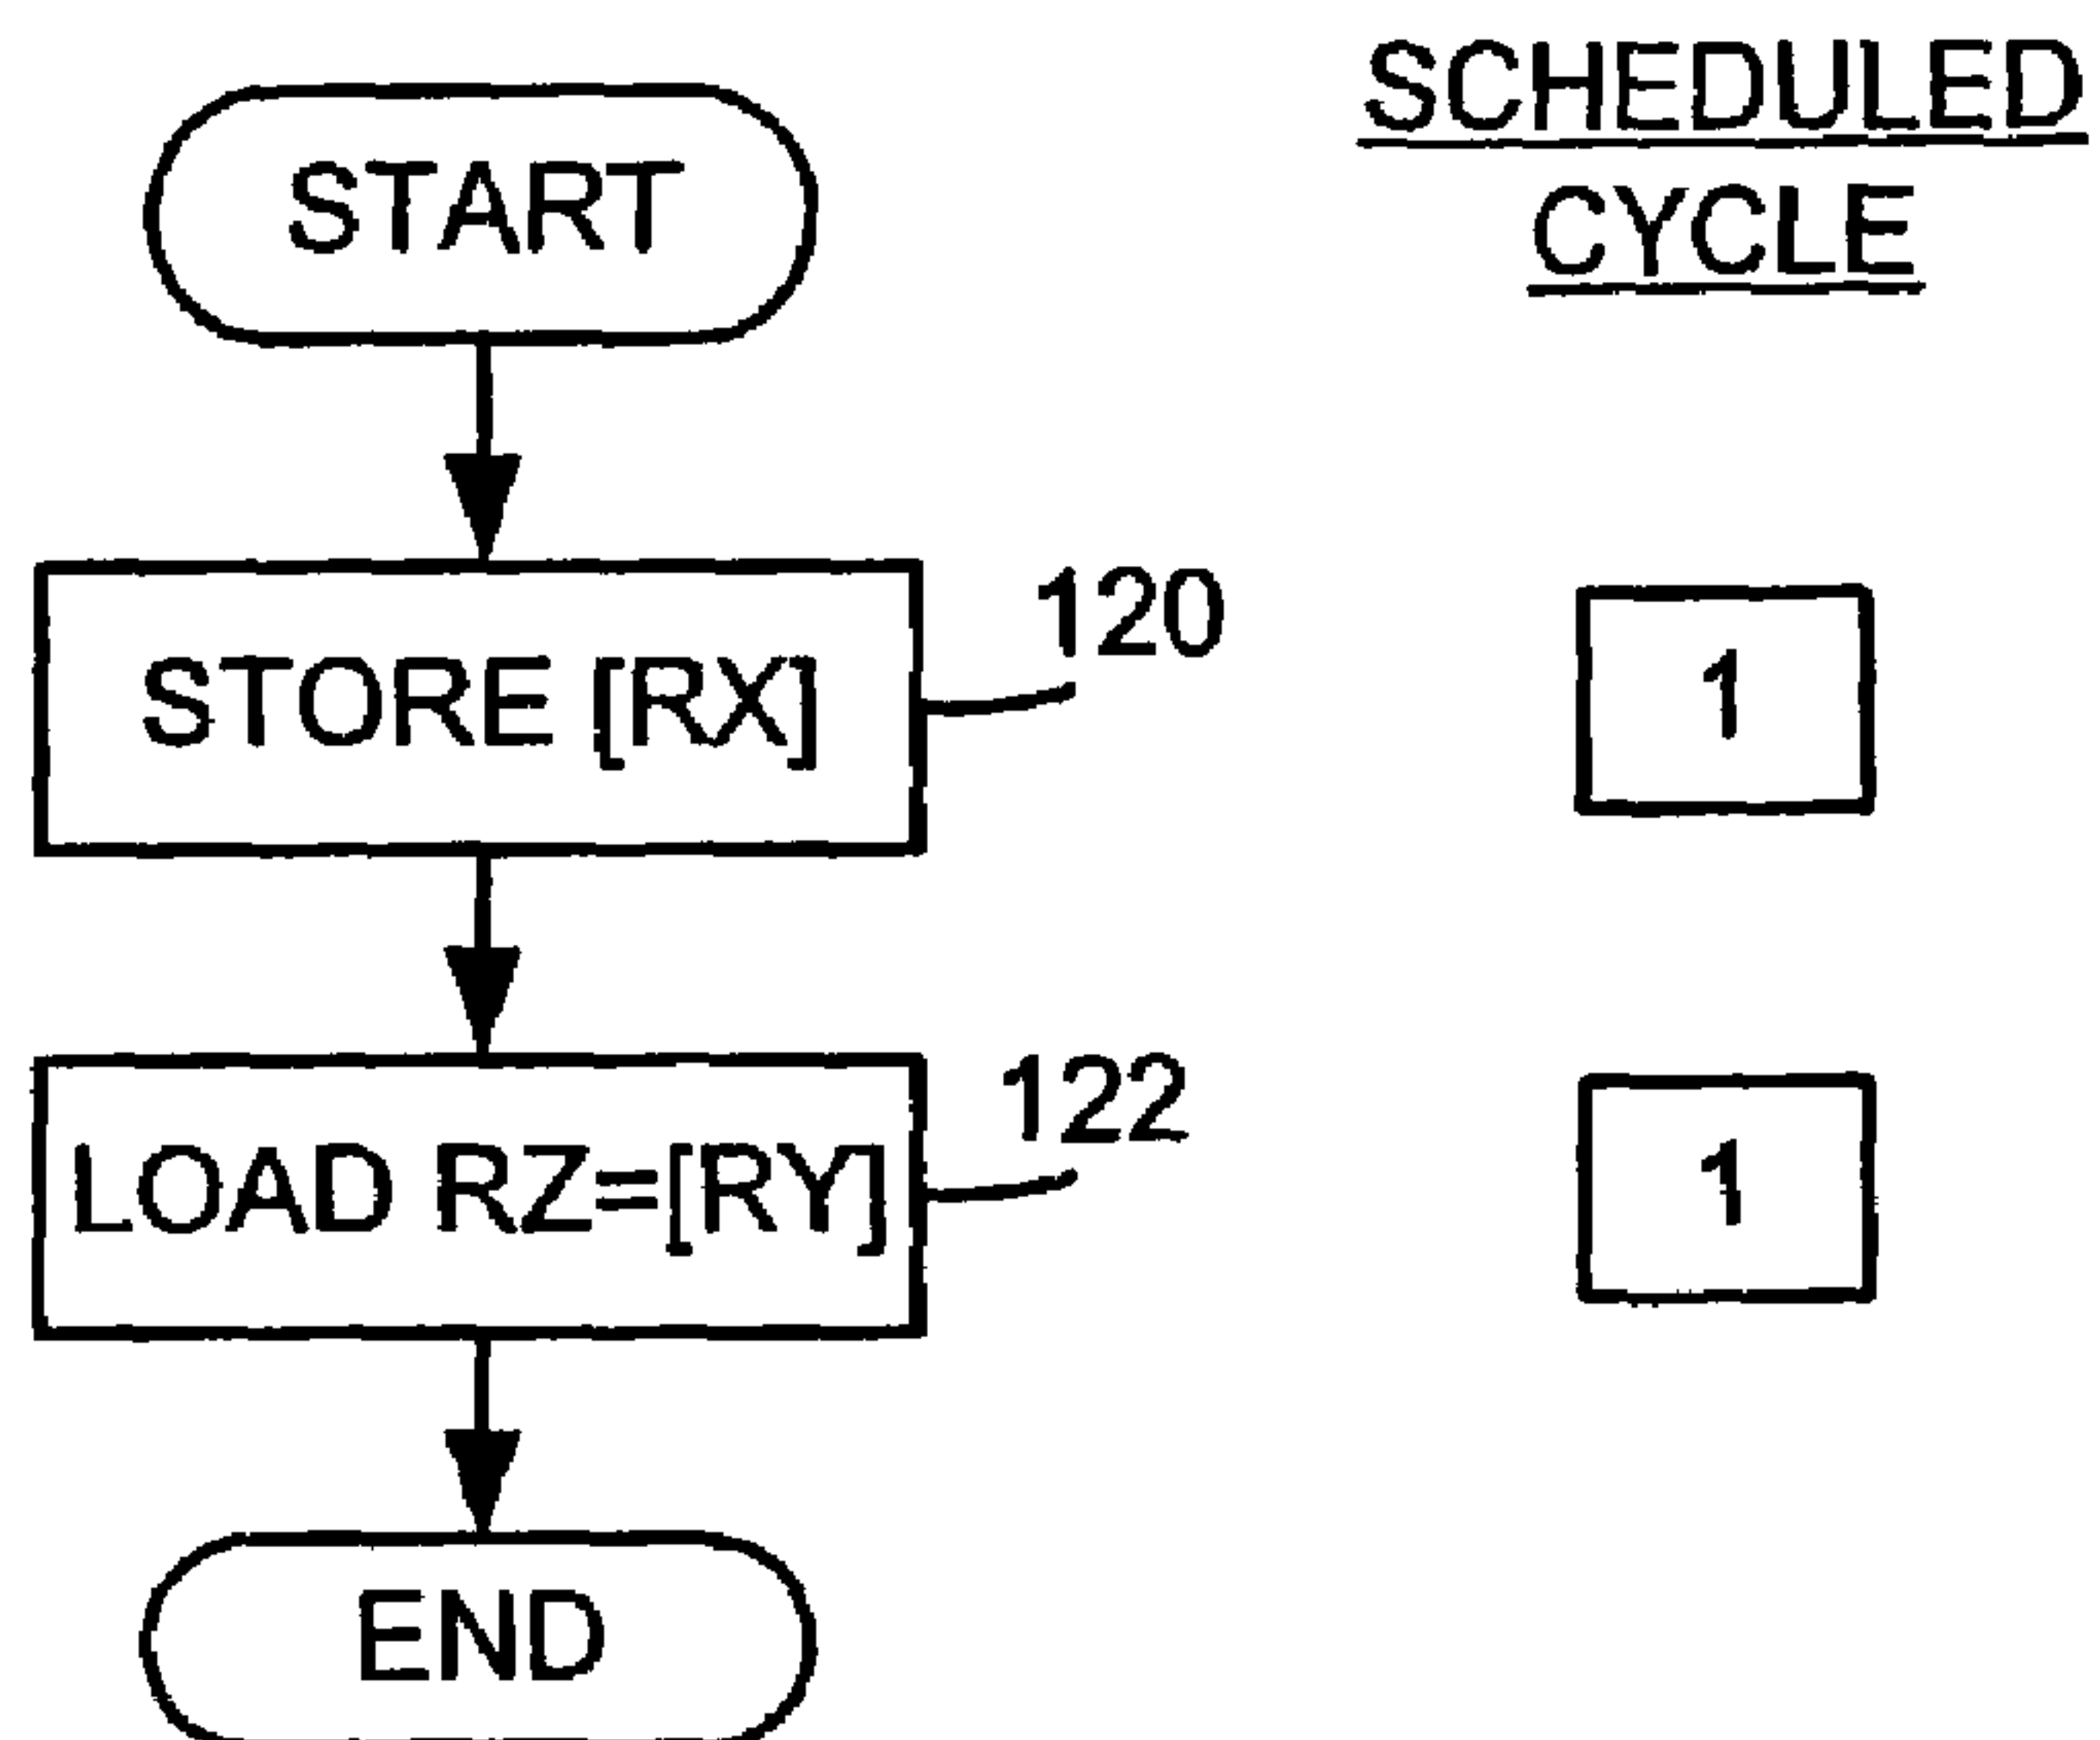 SCHEDULED
CYCLE
START
120
STORE [RX]
1
122
LOAD RZ=[RY]
1
END